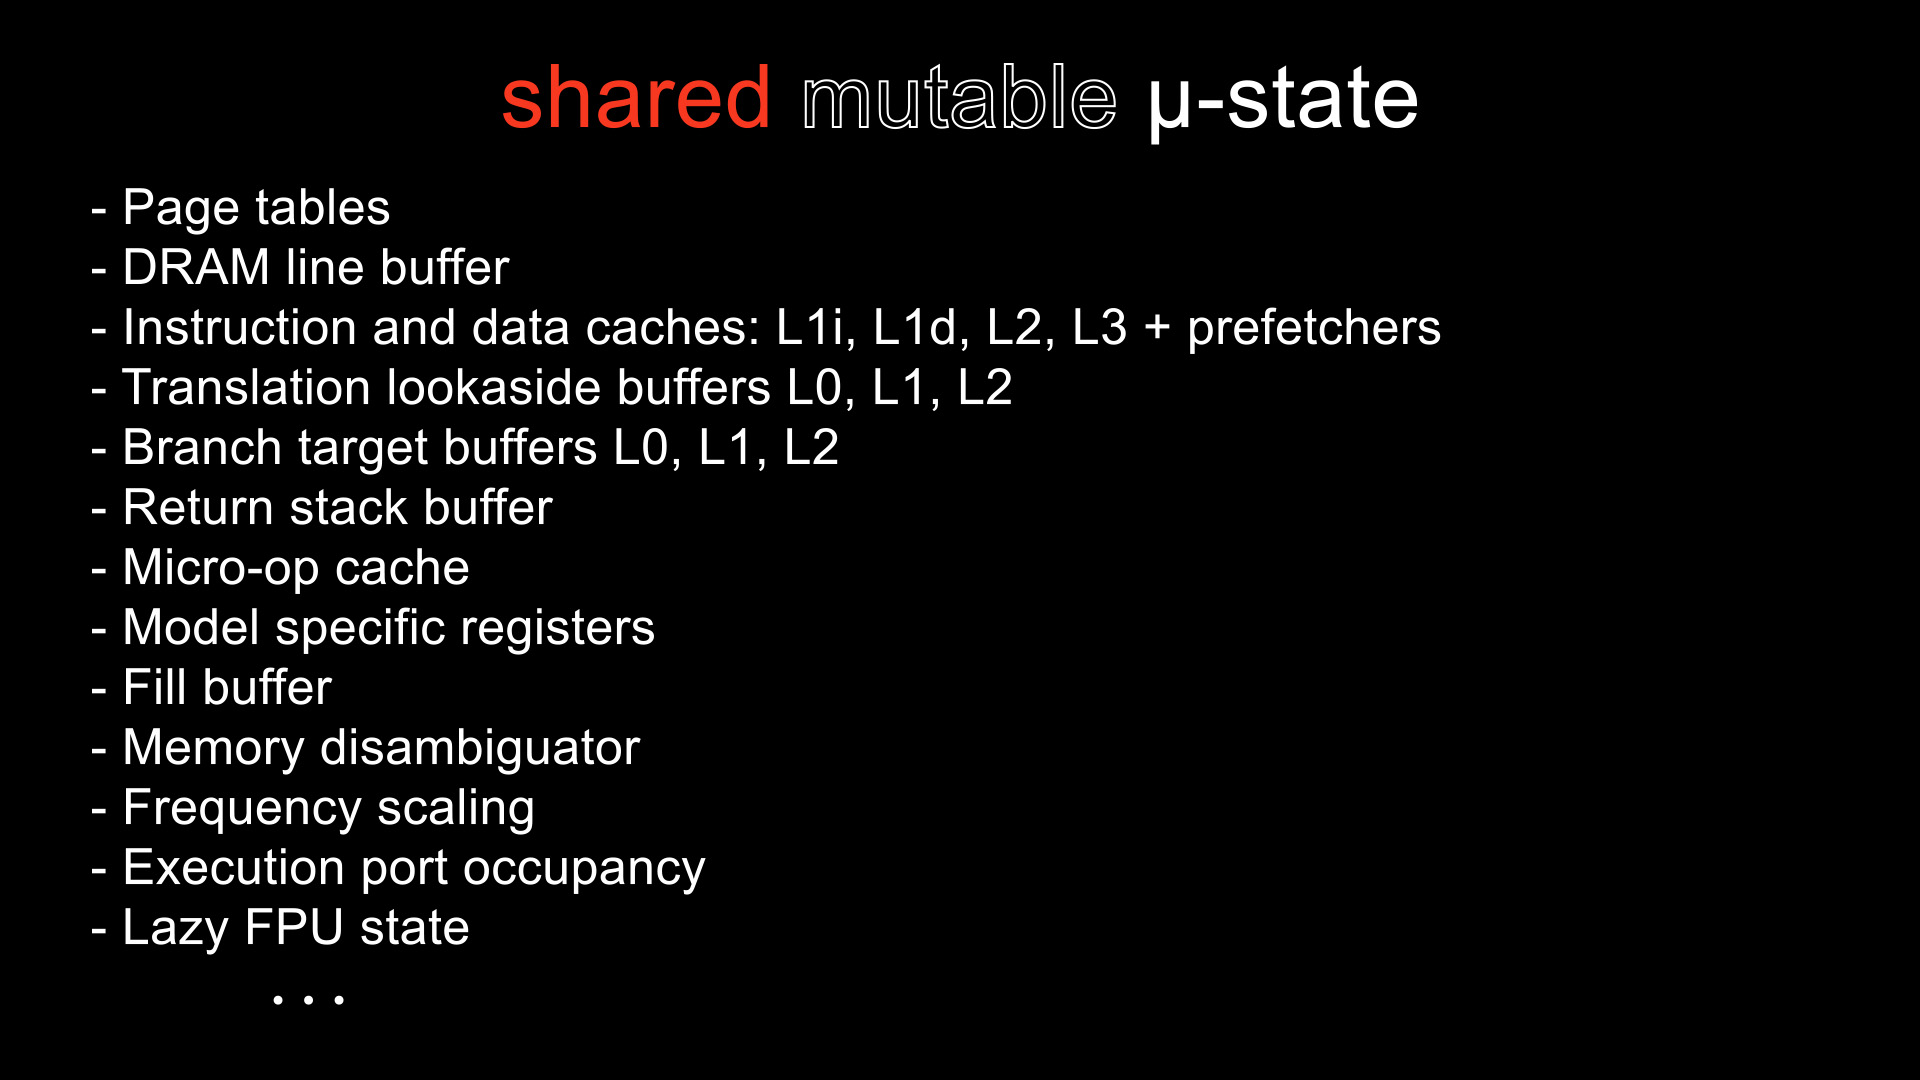 shared mutable μ-state
- Page tables
- DRAM line buffer
- Instruction and data caches: L1i, L1d, L2, L3 + prefetchers
- Translation lookaside buffers L0, L1, L2
- Branch target buffers L0, L1, L2
- Return stack buffer
- Micro-op cache
- Model specific registers
- Fill buffer
- Memory disambiguator
- Frequency scaling
- Execution port occupancy
- Lazy FPU state
. . .